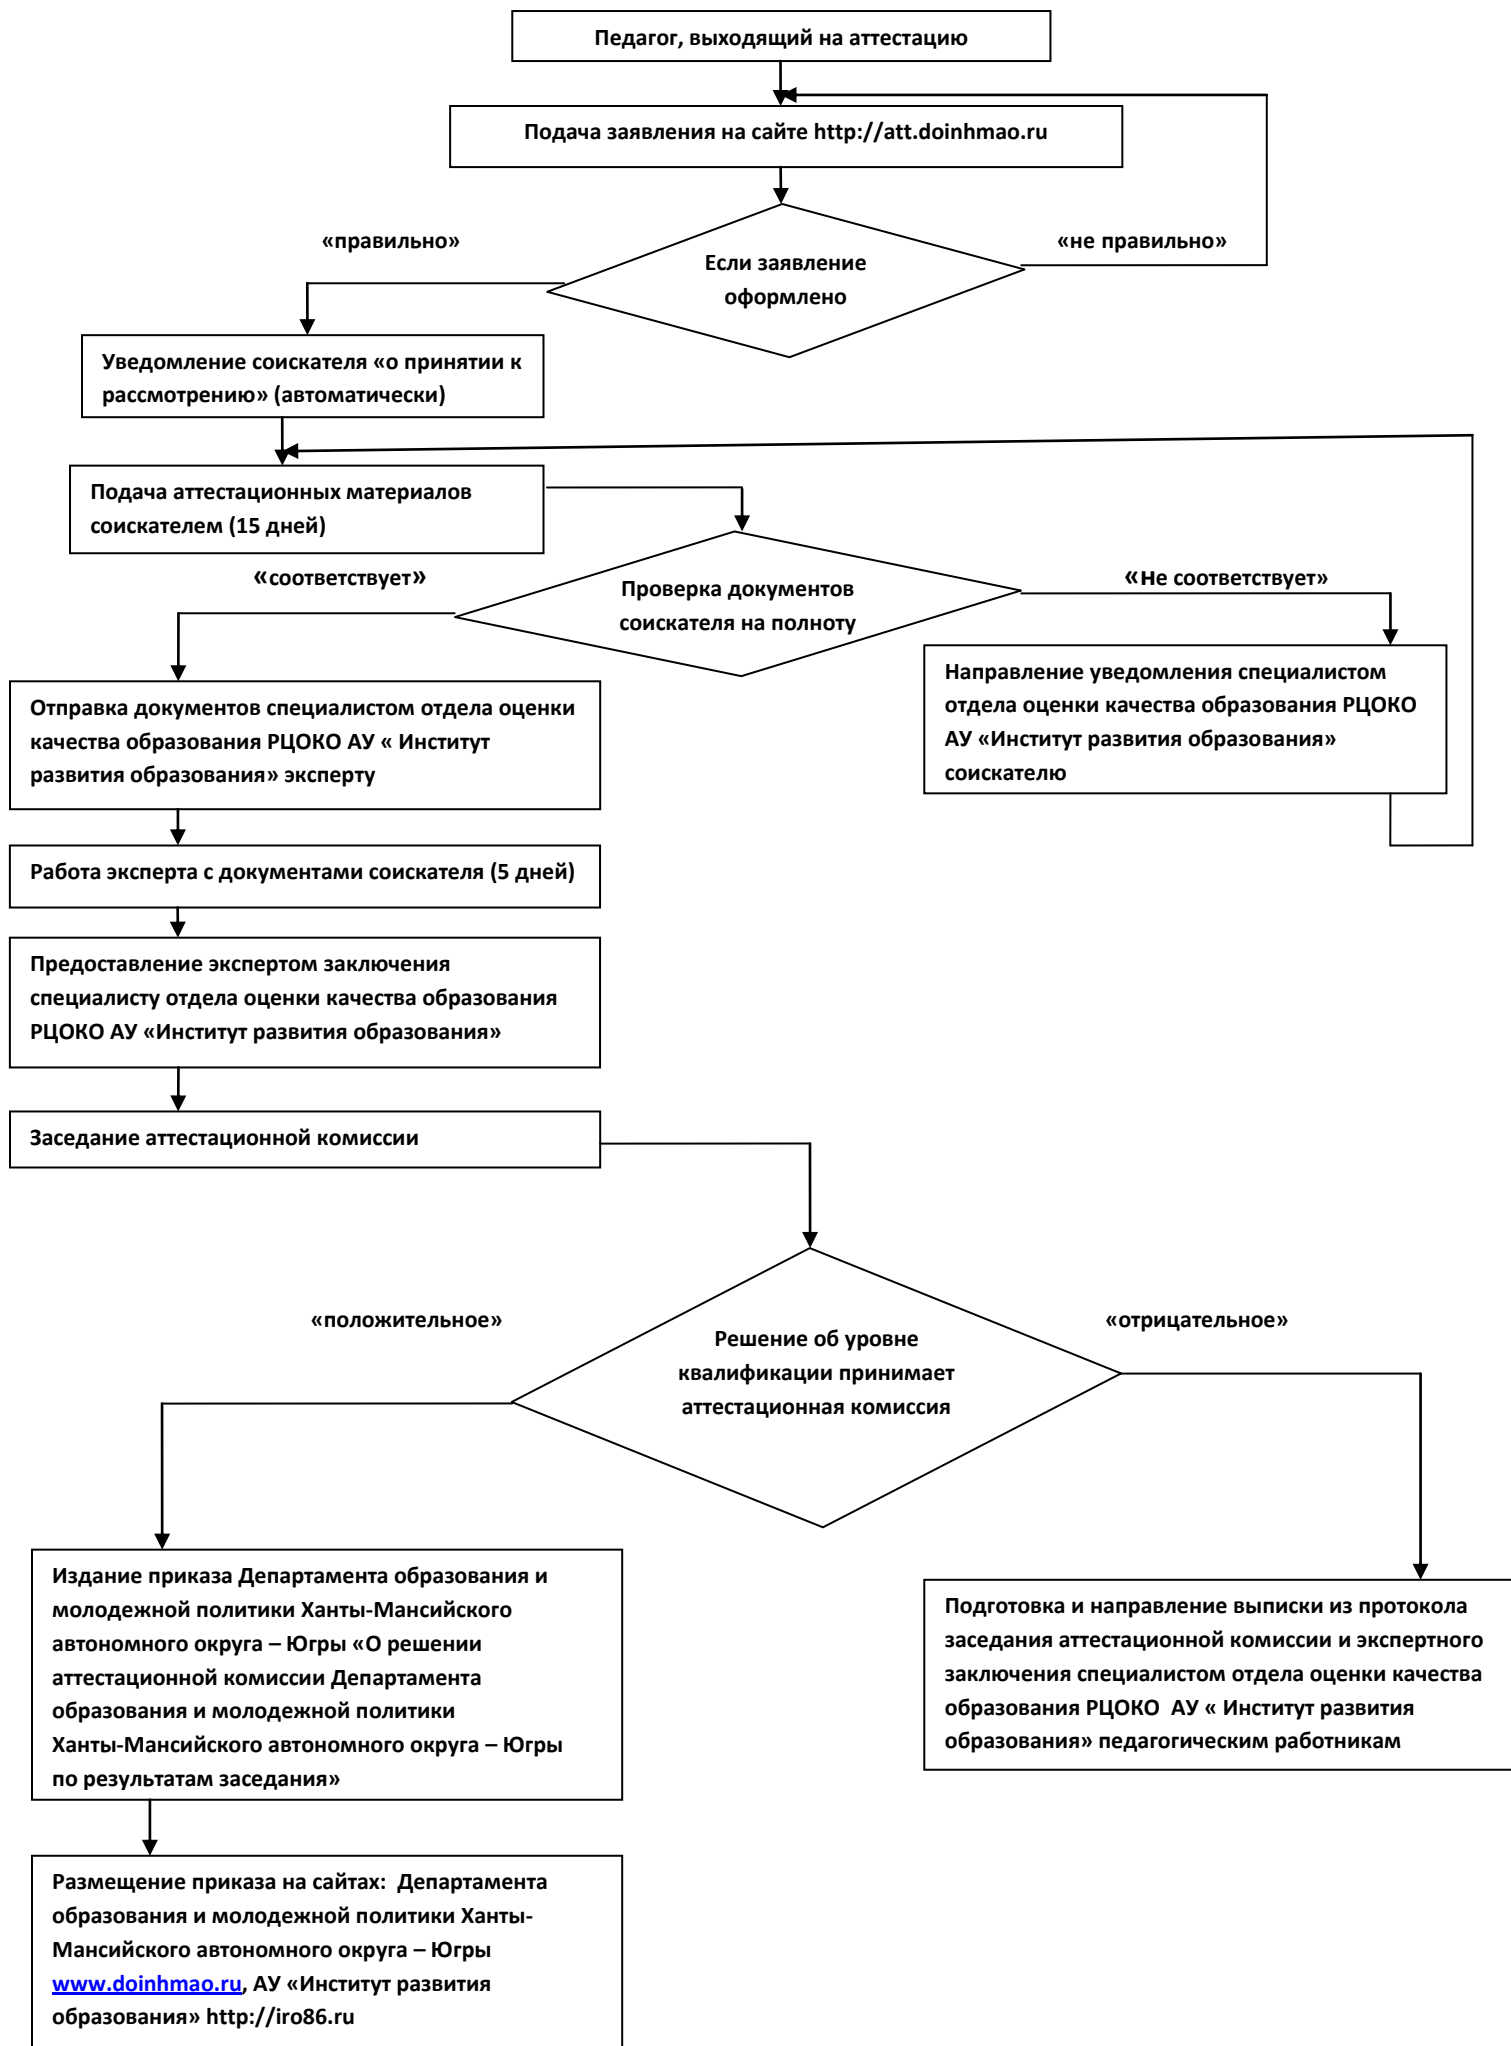 Педагог, выходящий на аттестацию
Подача заявления на сайте http://att.doinhmao.ru
«правильно»
«не правильно»
Если заявление
оформлено
Уведомление соискателя «о принятии к
рассмотрению» (автоматически)
Подача аттестационных материалов
соискателем (15 дней)
«соответствует»
«Не соответствует»
Проверка документов
соискателя на полноту
Направление уведомления специалистом
отдела оценки качества образования РЦОКО
АУ «Институт развития образования»
соискателю
Отправка документов специалистом отдела оценки
качества образования РЦОКО АУ « Институт
развития образования» эксперту
Работа эксперта с документами соискателя (5 дней)
Предоставление экспертом заключения
специалисту отдела оценки качества образования
РЦОКО АУ «Институт развития образования»
Заседание аттестационной комиссии
«положительное»
«отрицательное»
Решение об уровне
квалификации принимает
аттестационная комиссия
Издание приказа Департамента образования и
молодежной политики Ханты-Мансийского
автономного округа – Югры «О решении
аттестационной комиссии Департамента
образования и молодежной политики
Ханты-Мансийского автономного округа – Югры
по результатам заседания»
Подготовка и направление выписки из протокола
заседания аттестационной комиссии и экспертного
заключения специалистом отдела оценки качества
образования РЦОКО  АУ « Институт развития
образования» педагогическим работникам
Размещение приказа на сайтах:  Департамента
образования и молодежной политики Ханты-
Мансийского автономного округа – Югры
www.doinhmao.ru, АУ «Институт развития
образования» http://iro86.ru